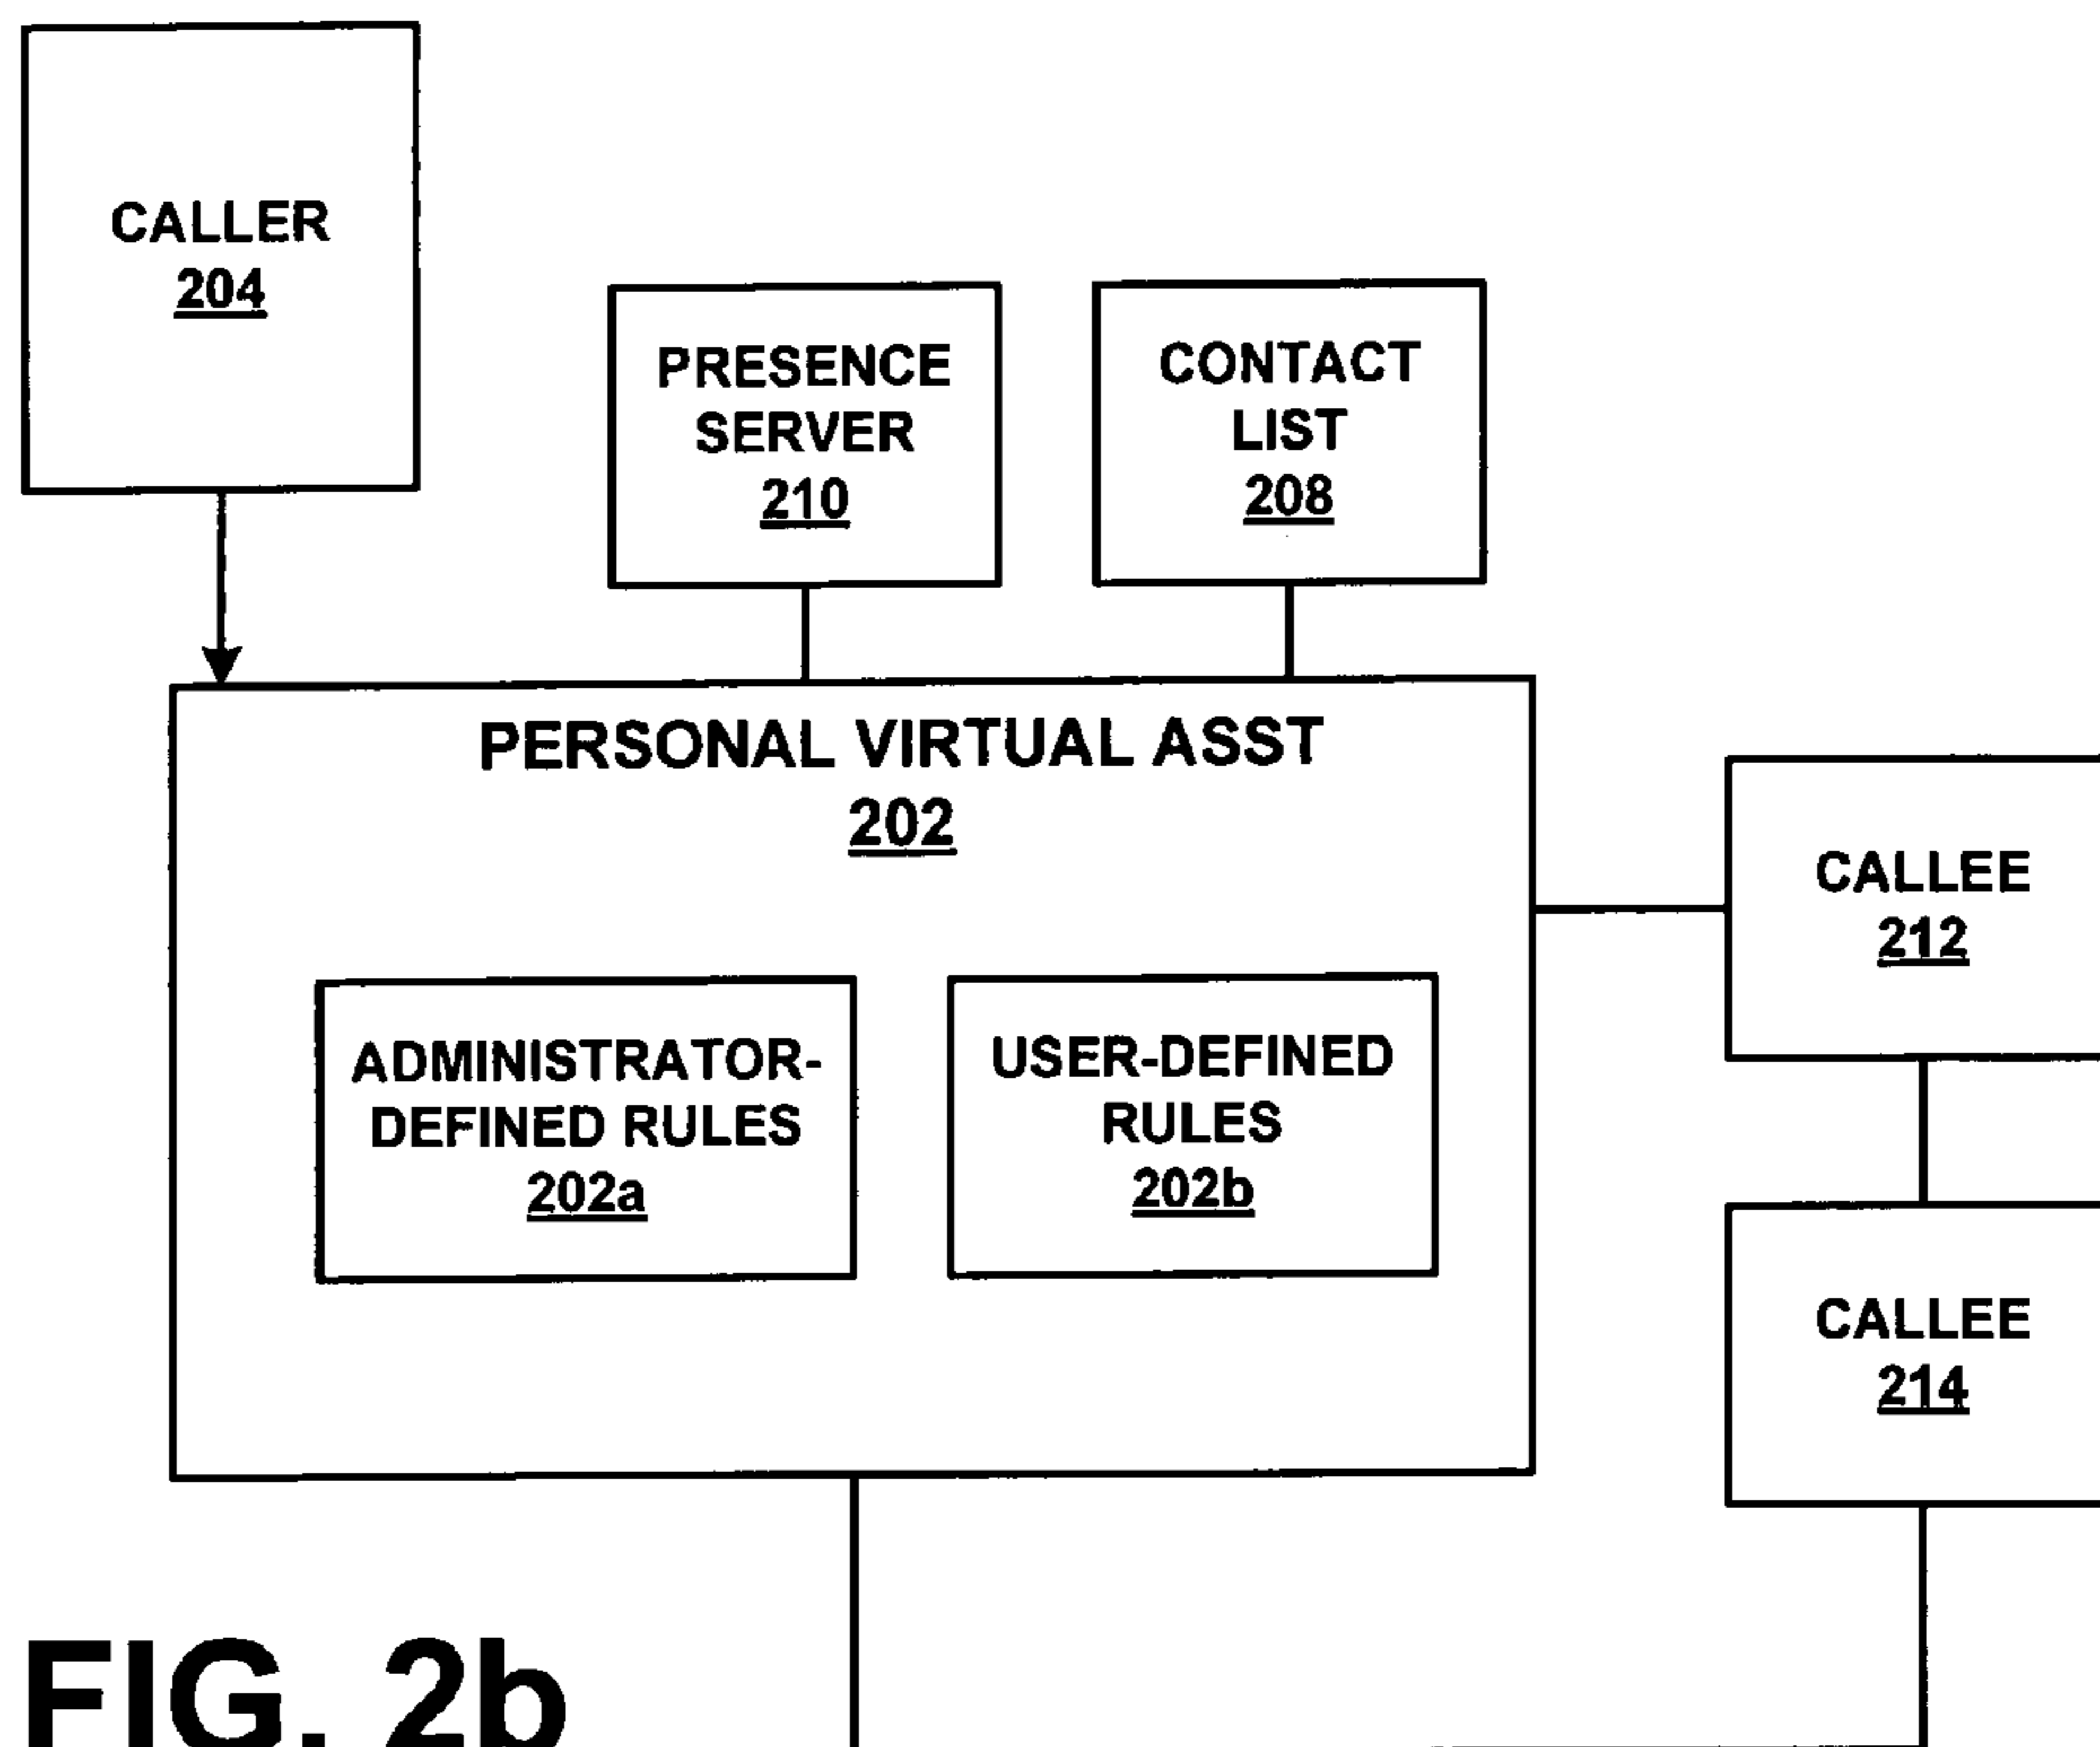 CALLER
204
PRESENCE
SERVER
210
CONTACT
LIST
208
PERSONAL VIRTUAL ASST
202
ADMINISTRATOR-
DEFINED RULES
202a
USER-DEFINED
RULES
202b
CALLEE
212
CALLEE
214
FIG. 2b